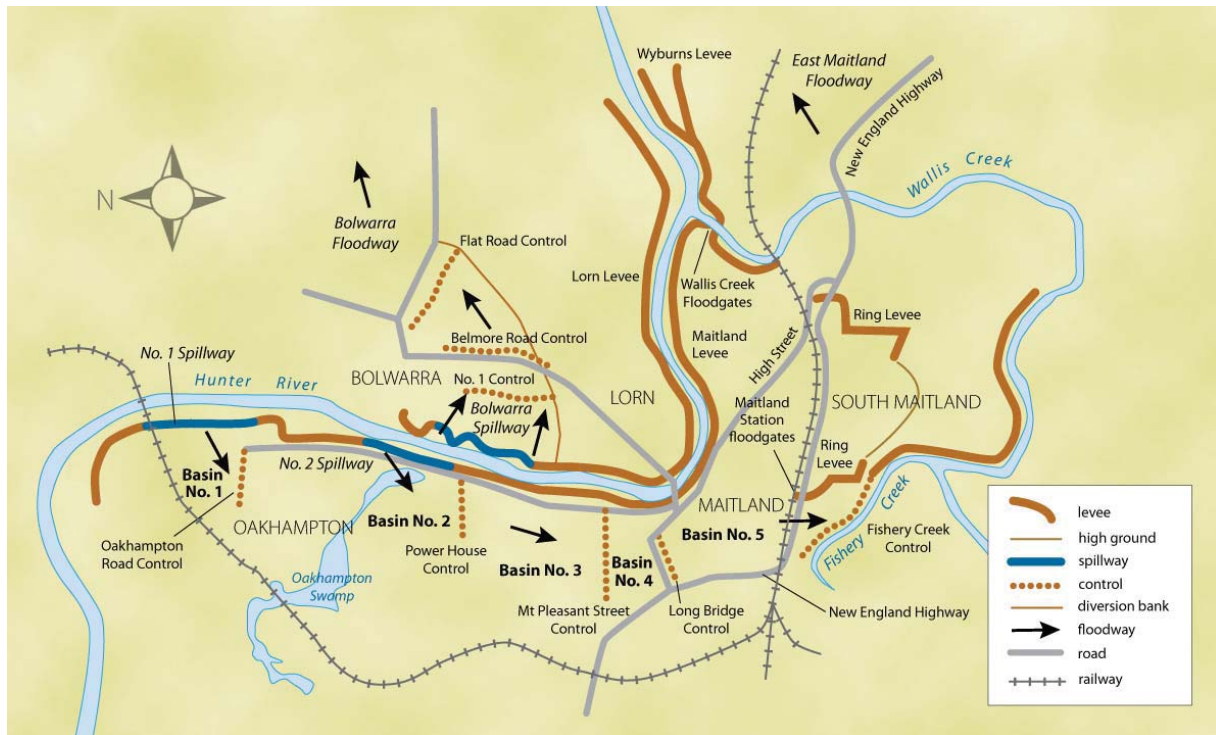 Wyburns Levee
East Maitland
Floodway
New England Highway
Wallis Creek
N
Bolwarra
Floodway
Flat Road Control
Lorn Levee
Wallis Creek
Floodgates
Ring Levee
Belmore Road Control
Maitland
Levee
High Street
No. 1 Spillway
Hunter River
BOLWARRA
No. 1 Control
Bolwarra
Spillway
LORN
SOUTH MAITLAND
Maitland
Station
floodgates
Ring
Levee
No. 2 Spillway
Basin
No. 1
OAKHAMPTON
Basin No. 2
MAITLAND
Basin No. 5
Fishery Creek
Fishery Creek
Control
Oakhampton
Road Control
Power House
Control
Basin No. 3
Basin
No. 4
Oakhampton
Swamp
Mt Pleasant Street
Control
Long Bridge
Control
New England Highway
levee
high ground
spillway
control
diversion bank
floodway
road
railway